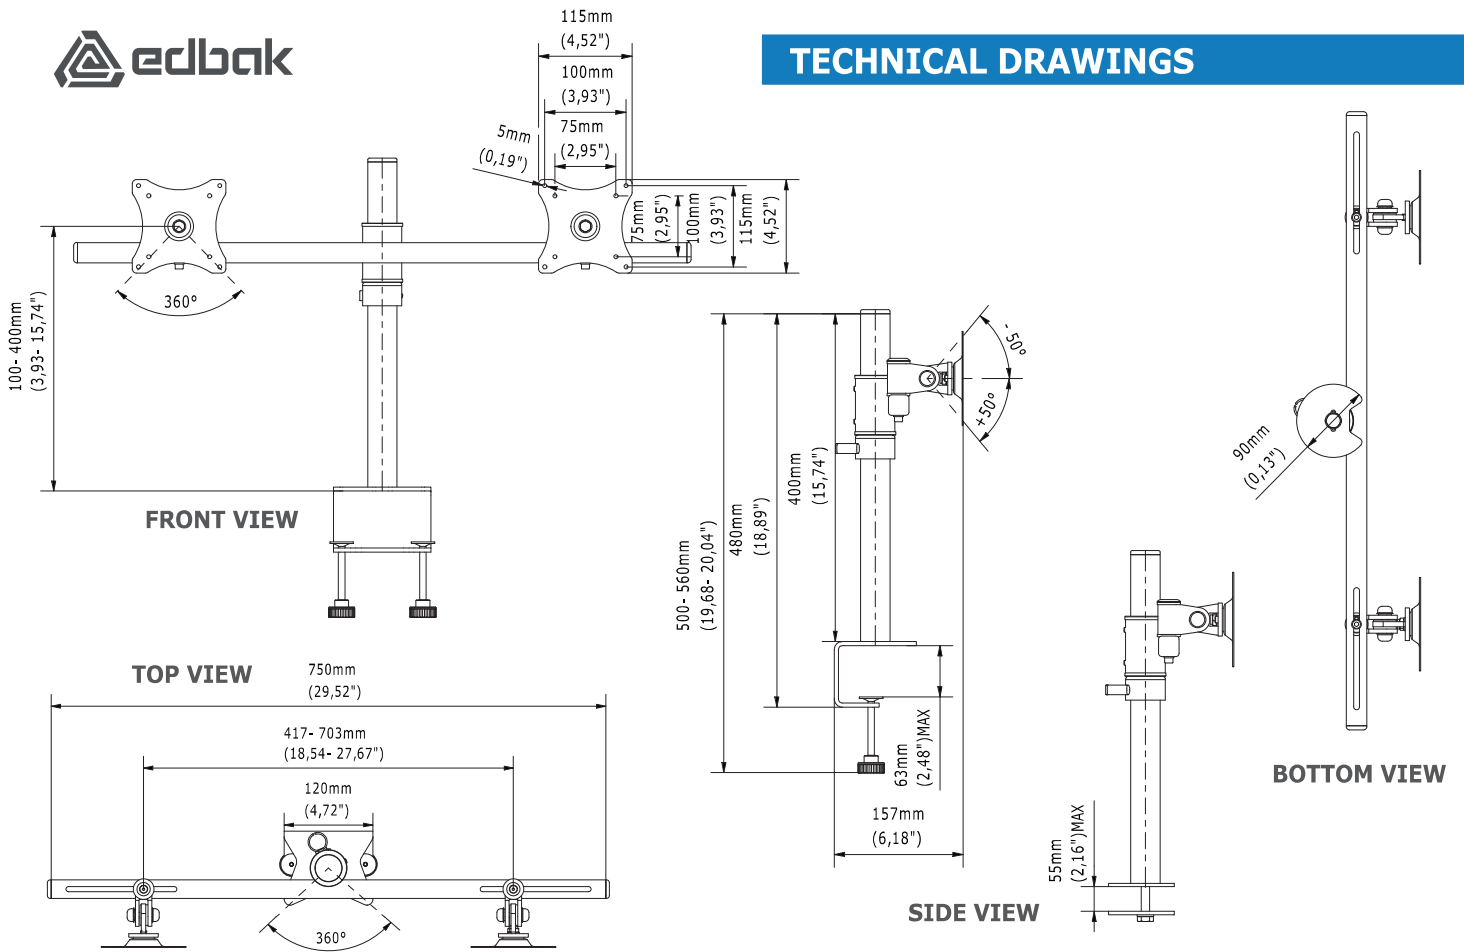 edbak
TECHNICAL DRAWINGS
115mm
(4,52")
100mm
(3,93")
75mm
(2,95")
5mm
(0,19")
75mm
(2,95")
100mm
(3,93")
115mm
(4,52")
360º
100- 400mm
(3,93- 15,74")
FRONT VIEW
- 50º
+50º
400mm
(15,74")
480mm
(18,89")
500- 560mm
(19,68- 20,04")
63mm
(2,48")MAX
157mm
(6,18")
55mm
(2,16")MAX
SIDE VIEW
90mm
(0,13")
BOTTOM VIEW
TOP VIEW
750mm
(29,52")
417- 703mm
(18,54- 27,67")
120mm
(4,72")
360º